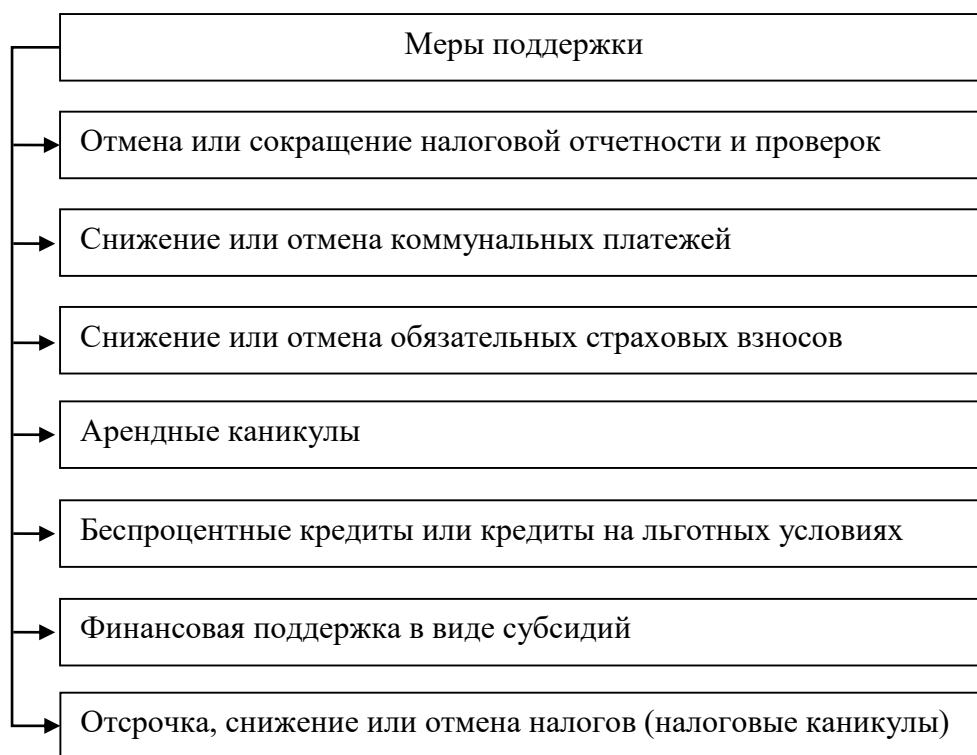 Меры поддержки
Отмена или сокращение налоговой отчетности и проверок
Снижение или отмена коммунальных платежей
Снижение или отмена обязательных страховых взносов
Арендные каникулы
Беспроцентные кредиты или кредиты на льготных условиях
Финансовая поддержка в виде субсидий
Отсрочка, снижение или отмена налогов (налоговые каникулы)